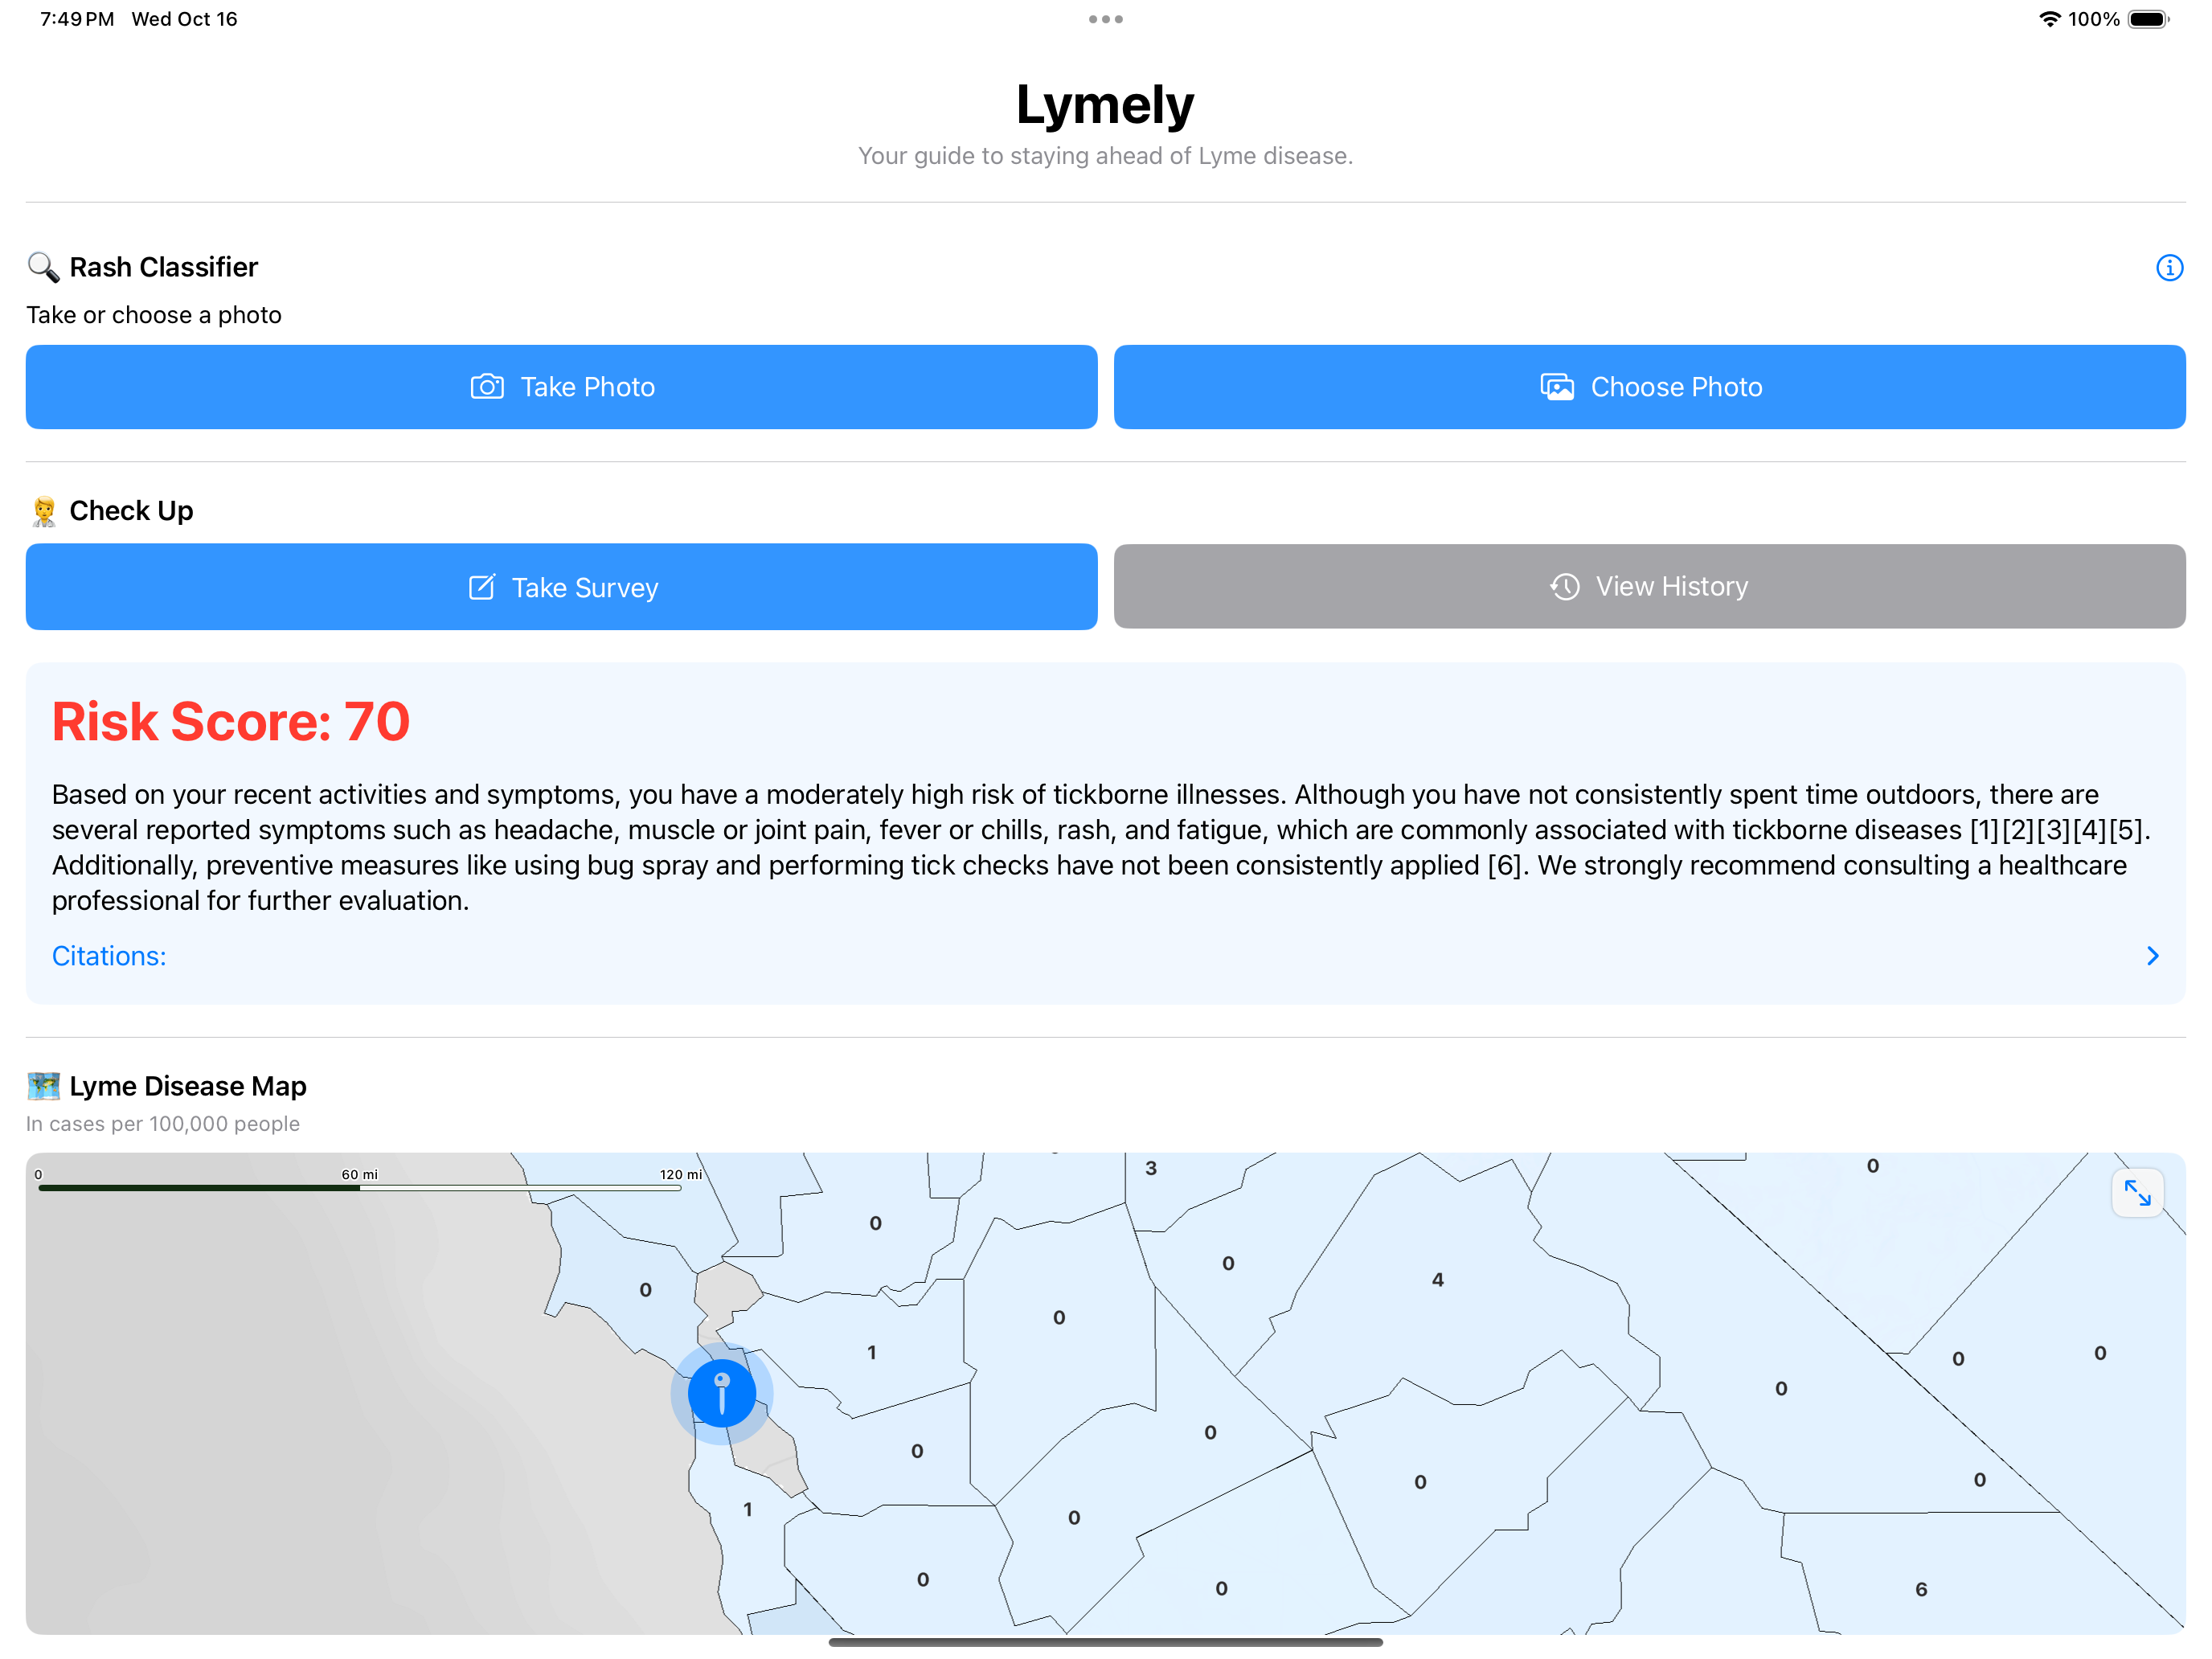 7:49 PM Wed Oct 16
100%
Lymely
Your guide to staying ahead of Lyme disease.
🔍 Rash Classifier
Take or choose a photo
Take Photo
Choose Photo
Check Up
Take Survey
View History
Risk Score: 70
Based on your recent activities and symptoms, you have a moderately high risk of tickborne illnesses. Although you have not consistently spent time outdoors, there are
several reported symptoms such as headache, muscle or joint pain, fever or chills, rash, and fatigue, which are commonly associated with tickborne diseases [1][2][3][4][5].
Additionally, preventive measures like using bug spray and performing tick checks have not been consistently applied [6]. We strongly recommend consulting a healthcare
professional for further evaluation.
Citations:
Lyme Disease Map
In cases per 100,000 people
0 60 mi 120 mi
3
0
0
0
4
0
0
1
0
0
0
0
0
0
0
0
1
0
0
0
6